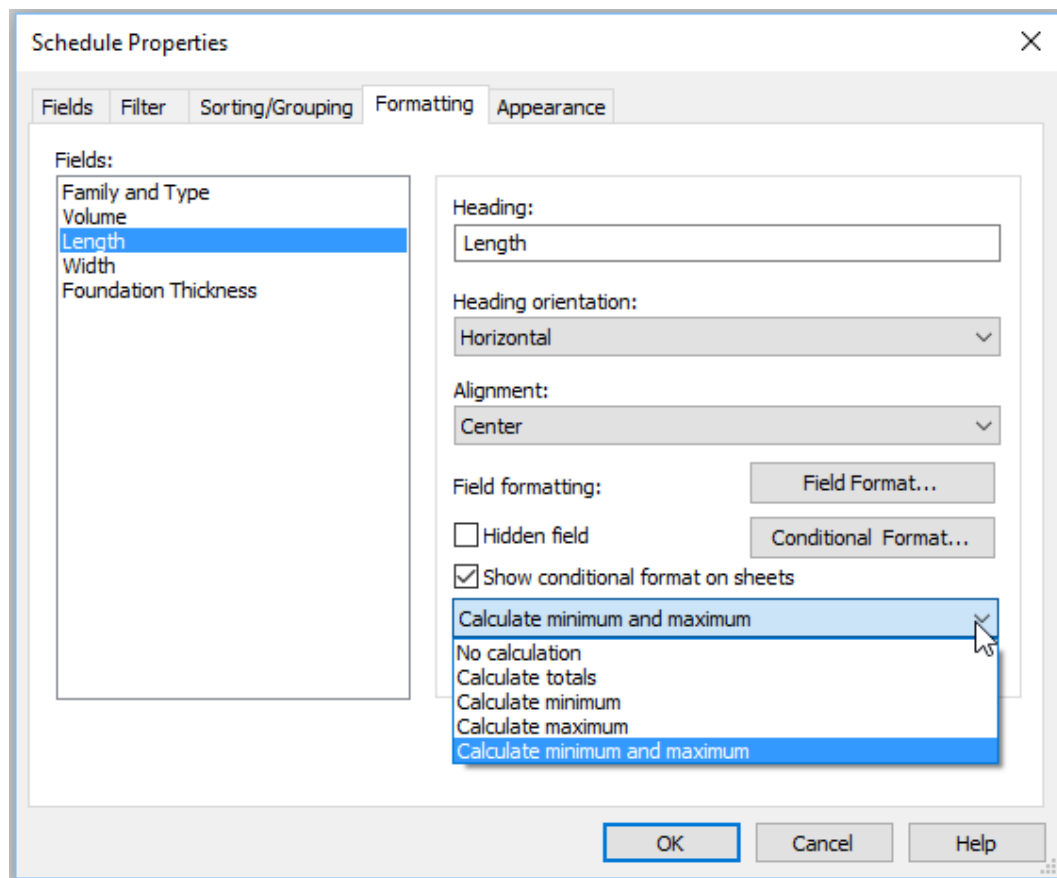 Schedule Properties
Fields Filter Sorting/Grouping Formatting Appearance
Fields:
Family and Type
Volume
Length
Width
Foundation Thickness
Heading:
Length
Heading orientation:
Horizontal
Alignment:
Center
Field formatting: Field Format...
Hidden field Conditional Format...
Show conditional format on sheets
Calculate minimum and maximum
No calculation
Calculate totals
Calculate minimum
Calculate maximum
Calculate minimum and maximum
OK Cancel Help